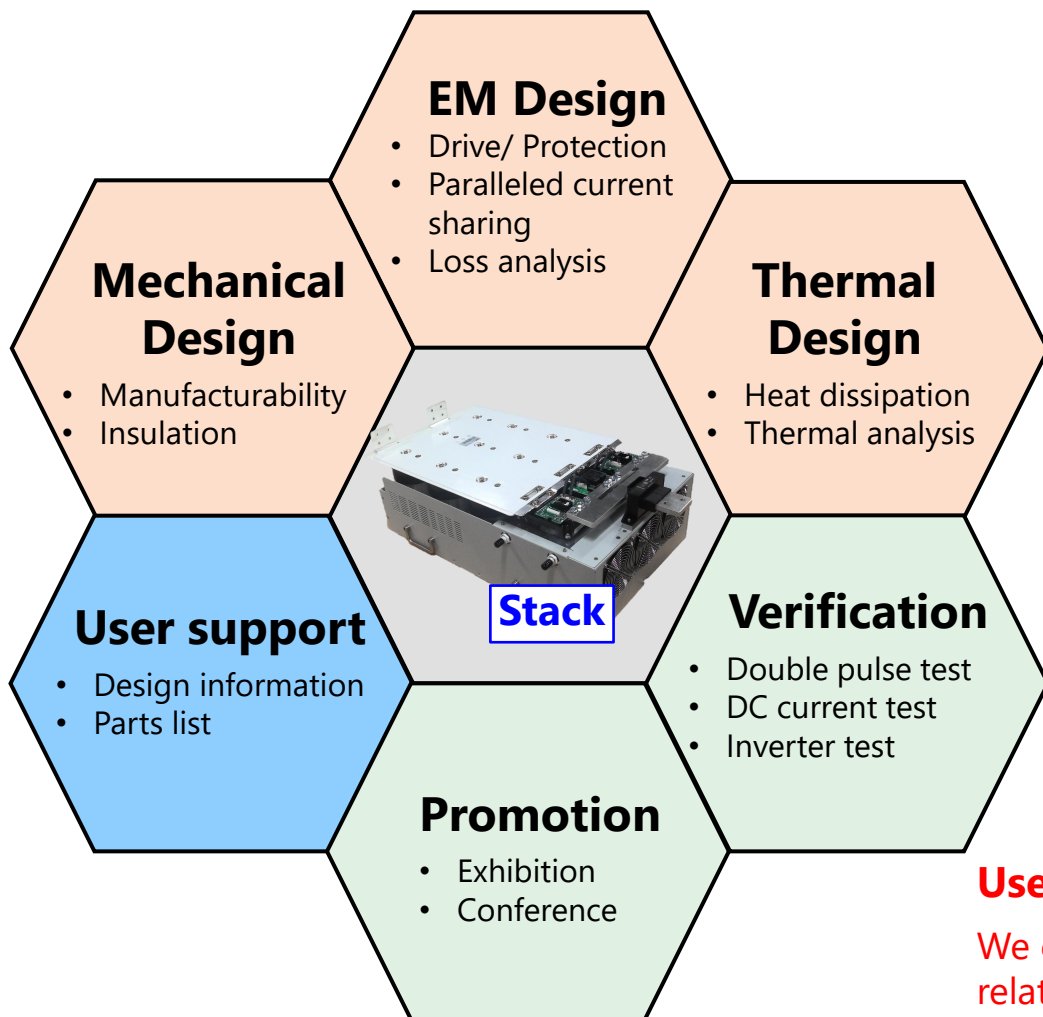 EM Design
• Drive/ Protection
• Paralleled current
sharing
• Loss analysis
Mechanical
Design
• Manufacturability
• Insulation
Thermal
Design
• Heat dissipation
• Thermal analysis
Stack
User support
• Design information
• Parts list
Verification
• Double pulse test
• DC current test
• Inverter test
Promotion
• Exhibition
• Conference
Use
We
relat